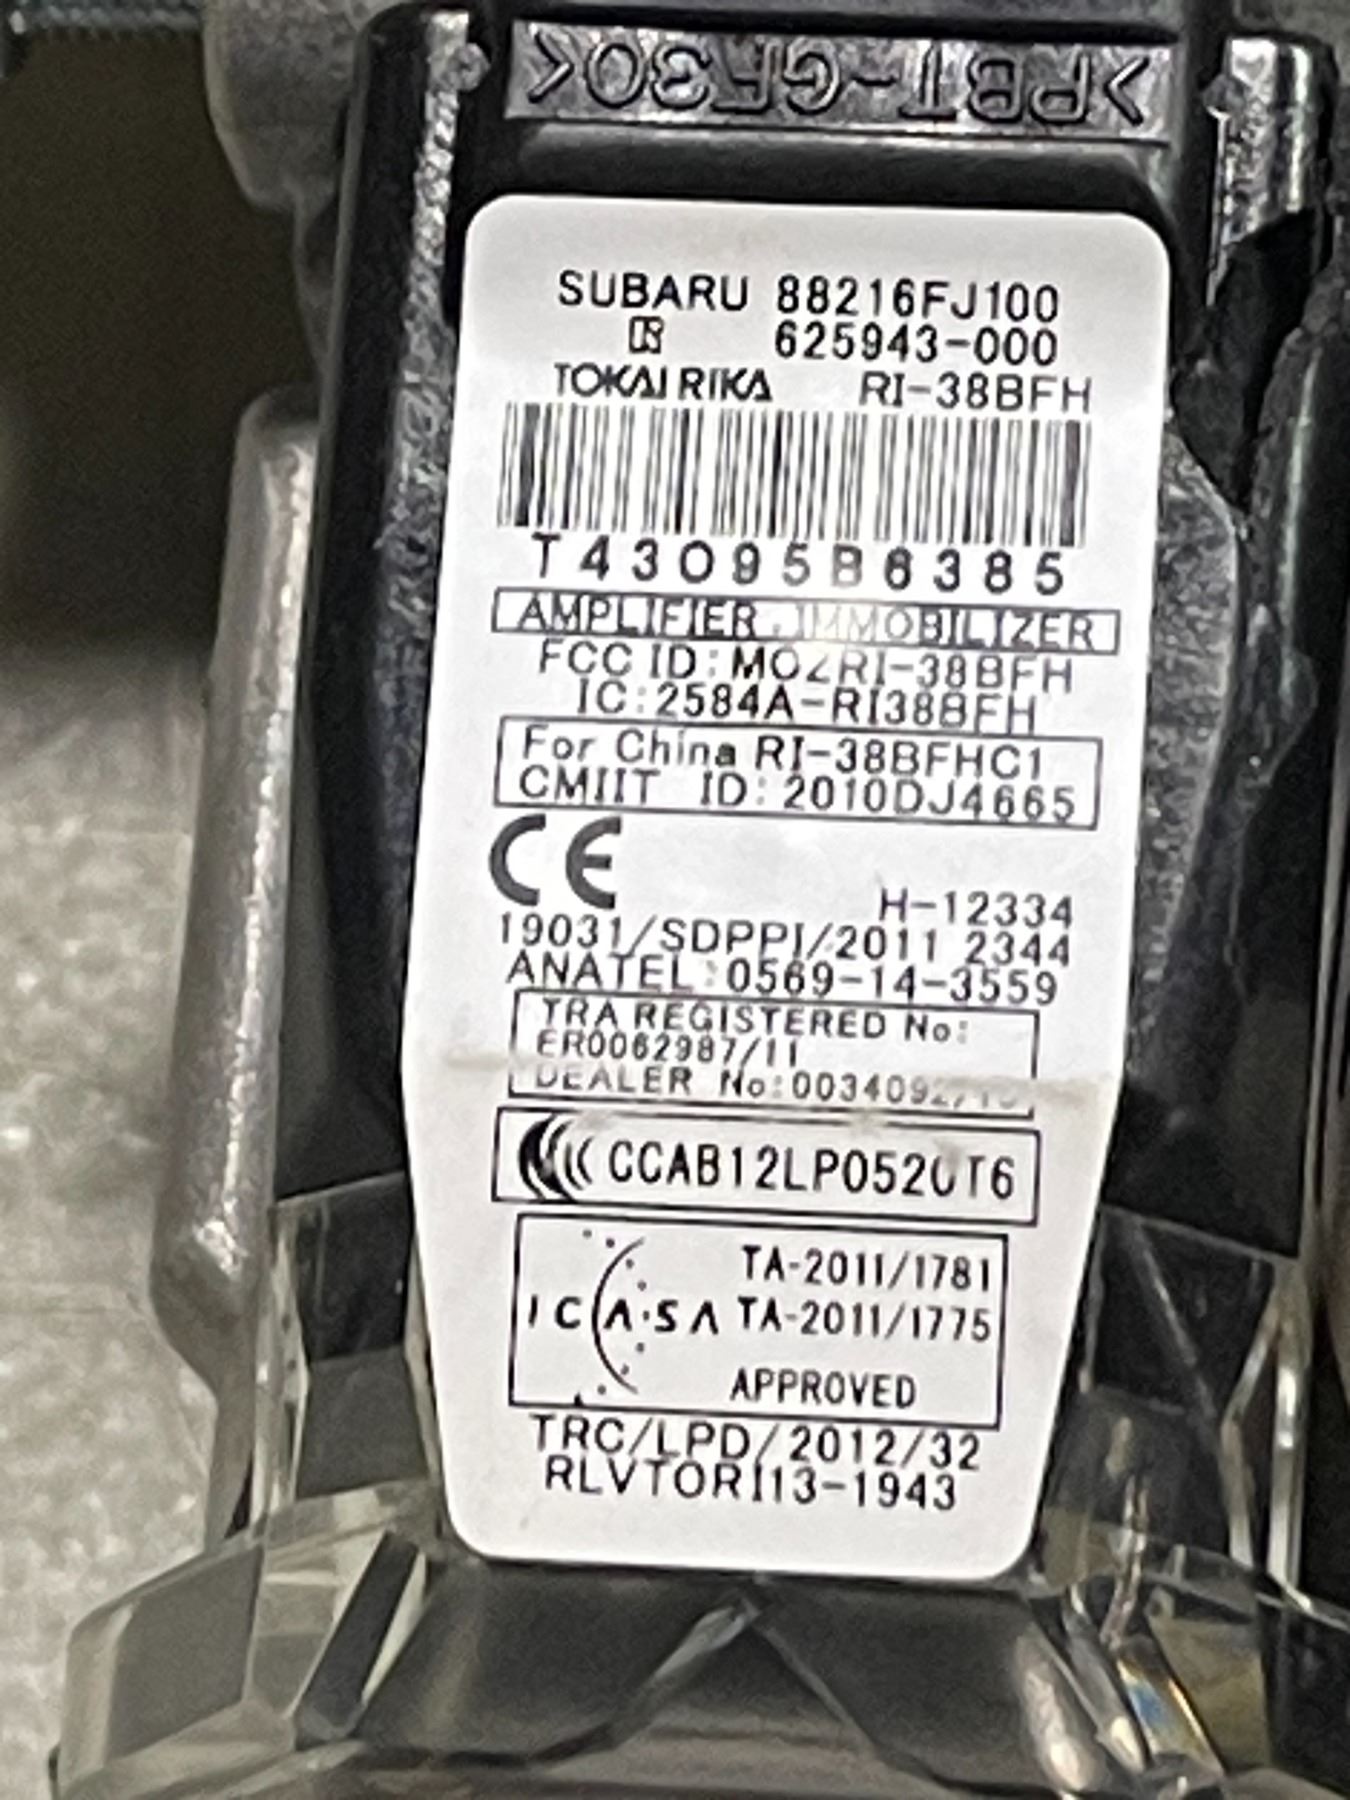 >PBT-GF30<
SUBARU 88216FJ100
625943-000
TOKAI RIKA RI-38BFH
T43095B6385
AMPLIFIER, IMMOBILIZER
FCC ID:MOZRI-38BFH
IC:2584A-RI38BFH
For China RI-38BFHC1
CMIIT ID:2010DJ4665
CE
H-12334
19031/SDPPI/2011 2344
ANATEL:0569-14-3559
TRA REGISTERED No:
ER0062987/11
DEALER No:
CCAB12LP0520T6
TA-2011/1781
ICASA TA-2011/1775
APPROVED
TRC/LPD/2012/32
RLVTORI13-1943